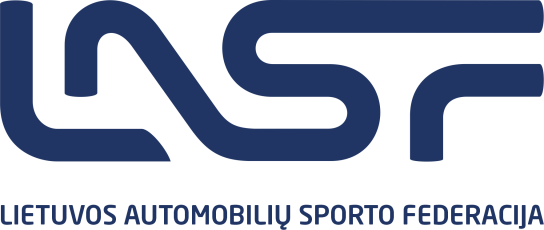 LASF
LIETUVOS AUTOMOBILIŲ SPORTO FEDERACIJA